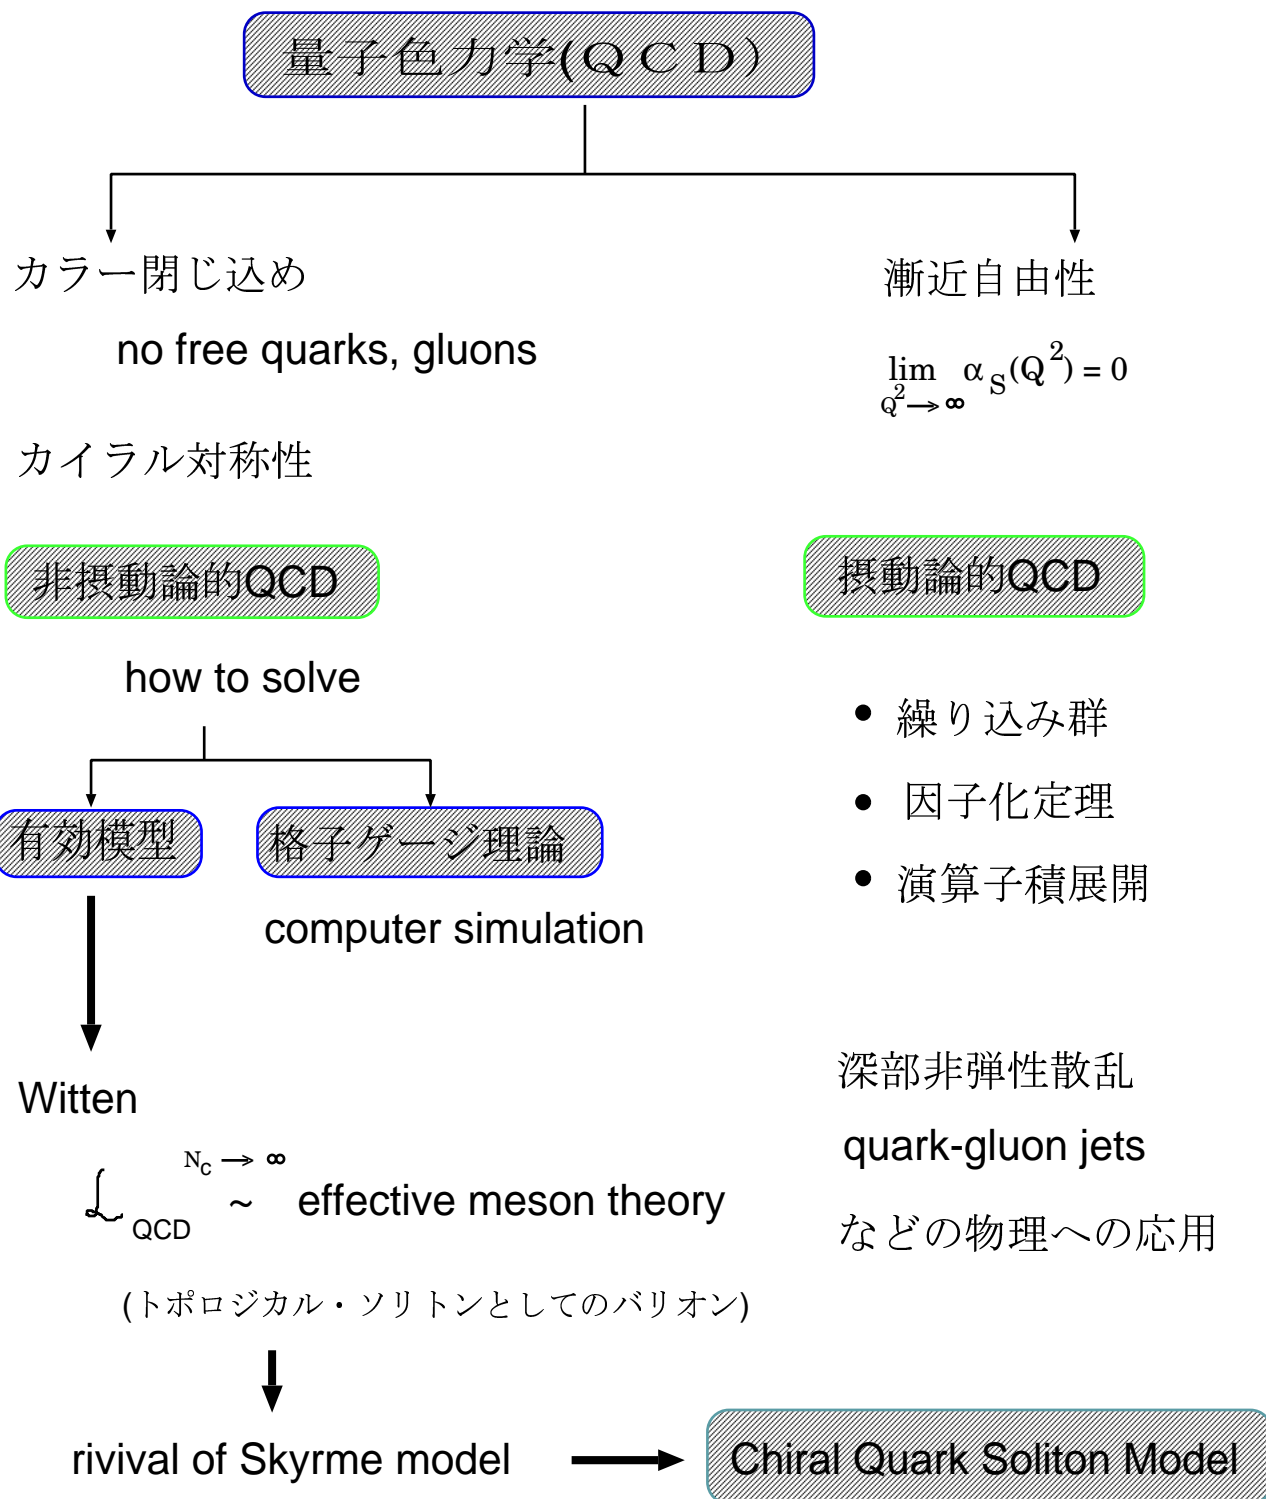 量子色力学(ＱＣＤ)
カラー閉じ込め
no free quarks, gluons
カイラル対称性
漸近自由性
lim α_S(Q^2) = 0
Q^2→∞
非摂動論的QCD
how to solve
有効模型
格子ゲージ理論
computer simulation
摂動論的QCD
• 繰り込み群
• 因子化定理
• 演算子積展開
深部非弾性散乱
quark-gluon jets
などの物理への応用
Witten
N_c → ∞
ℒ_QCD ~ effective meson theory
(トポロジカル・ソリトンとしてのバリオン)
rivival of Skyrme model
Chiral Quark Soliton Model